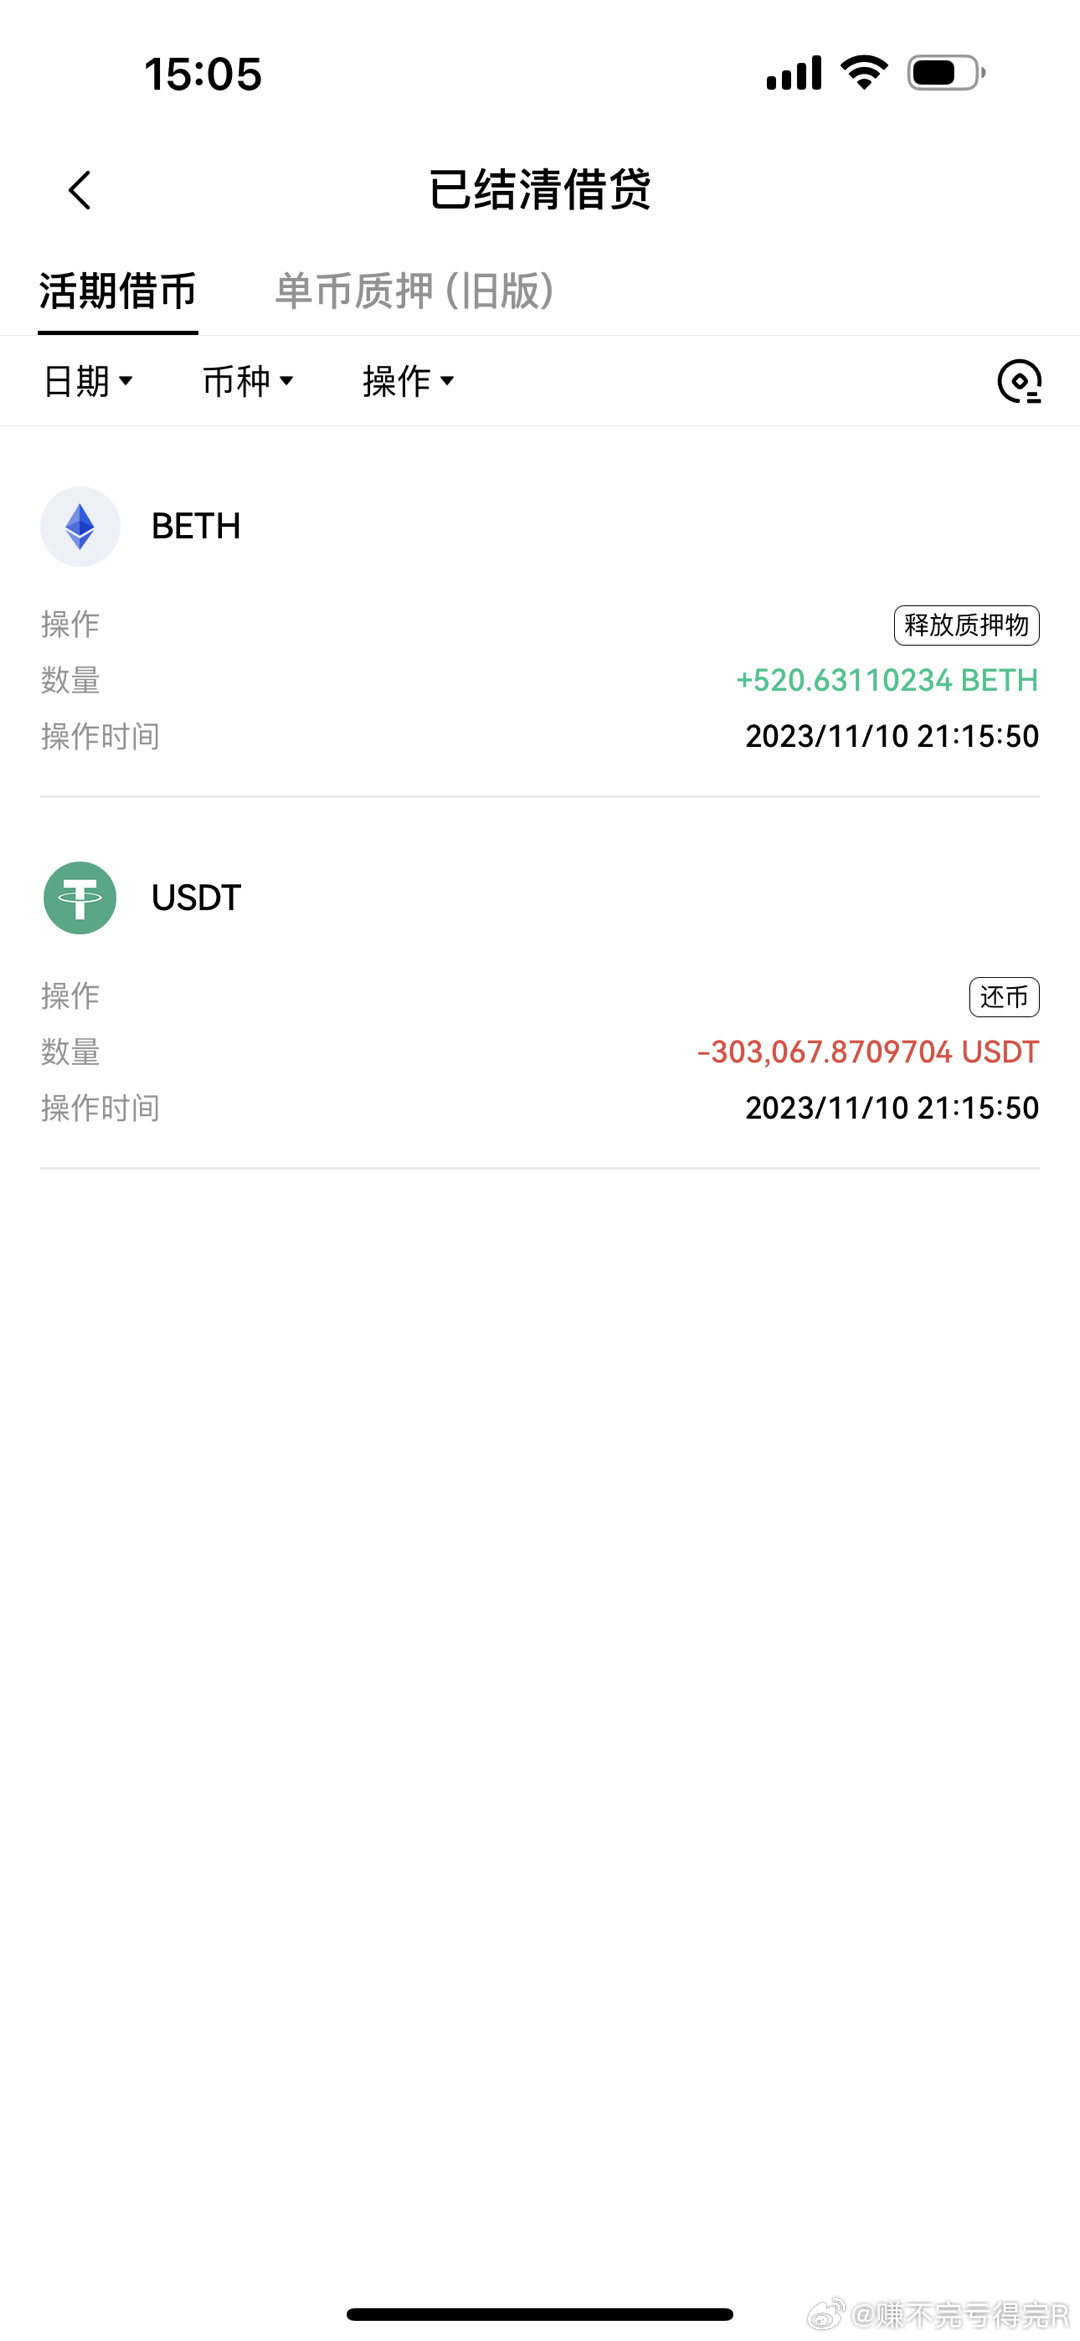 15:05
已结清借贷
活期借币 单币质押 (旧版)
日期 币种 操作
BETH
操作 释放质押物
数量 +520.63110234 BETH
操作时间 2023/11/10 21:15:50
USDT
操作 还币
数量 -303,067.8709704 USDT
操作时间 2023/11/10 21:15:50
@赚不完亏得完R